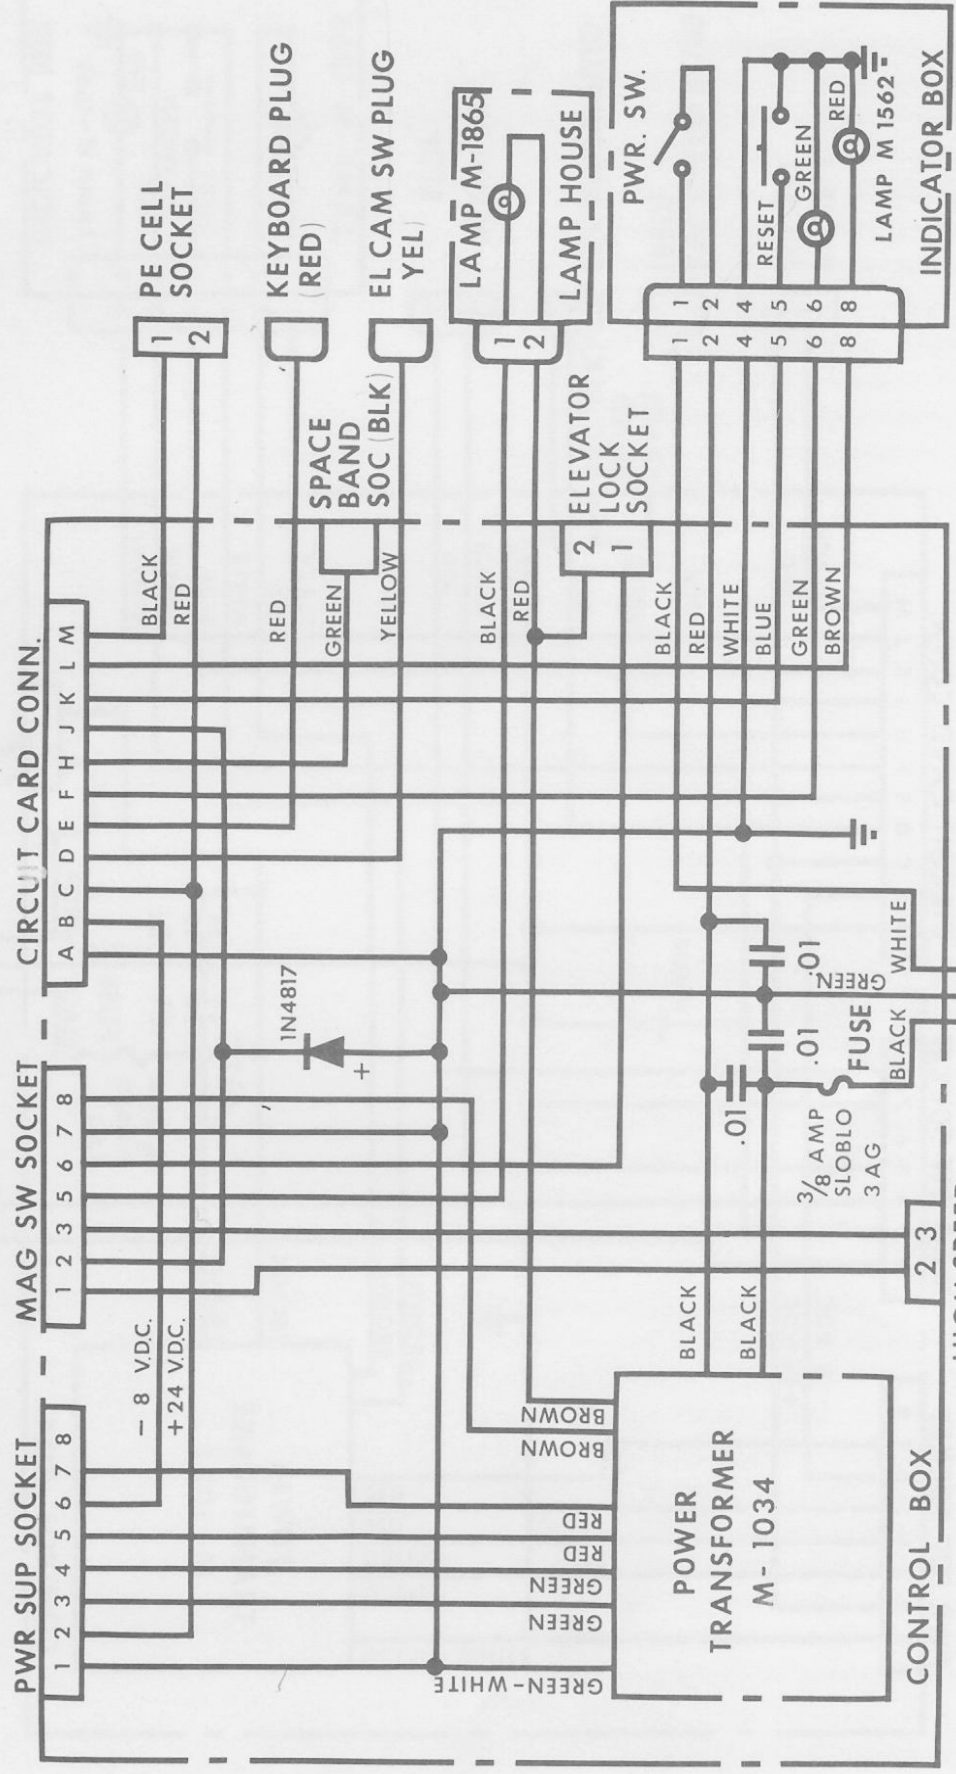 PWR SUP SOCKET
1 2 3 4 5 6 7 8
MAG SW SOCKET
1 2 3 5 6 7 8
CIRCUIT CARD CONN.
A B C D E F H J K L M
− 8 V.D.C.
+24 V.D.C.
1N4817
+
BLACK
RED
PE CELL
SOCKET
1
2
RED
KEYBOARD PLUG
(RED)
GREEN
SPACE
BAND
SOC (BLK)
YELLOW
EL CAM SW PLUG
YEL)
BLACK
RED
1
2
LAMP M-1865
LAMP HOUSE
2
1
ELEVATOR
LOCK
SOCKET
BLACK
RED
WHITE
BLUE
GREEN
BROWN
1 2 4 5 6 8
1 2 4 5 6 8
PWR. SW.
RESET
GREEN
RED
LAMP M 1562
INDICATOR BOX
GREEN-WHITE
GREEN
GREEN
RED
RED
BROWN
BROWN
POWER
TRANSFORMER
M- 1034
BLACK
BLACK
.01
.01
.01
3/8 AMP
SLOBLO
3 AG
FUSE
BLACK
GREEN
WHITE
2 3
CONTROL BOX